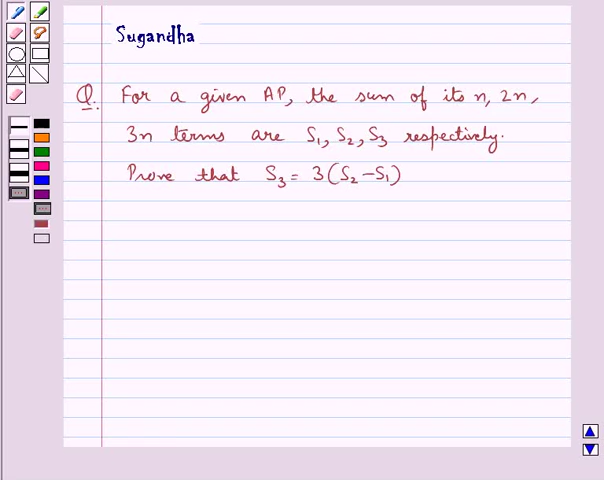 Sugandha
Q. For a given AP, the sum of its n, 2n,
3n terms are S₁, S₂, S₃ respectively.
Prove that S₃ = 3(S₂ - S₁)